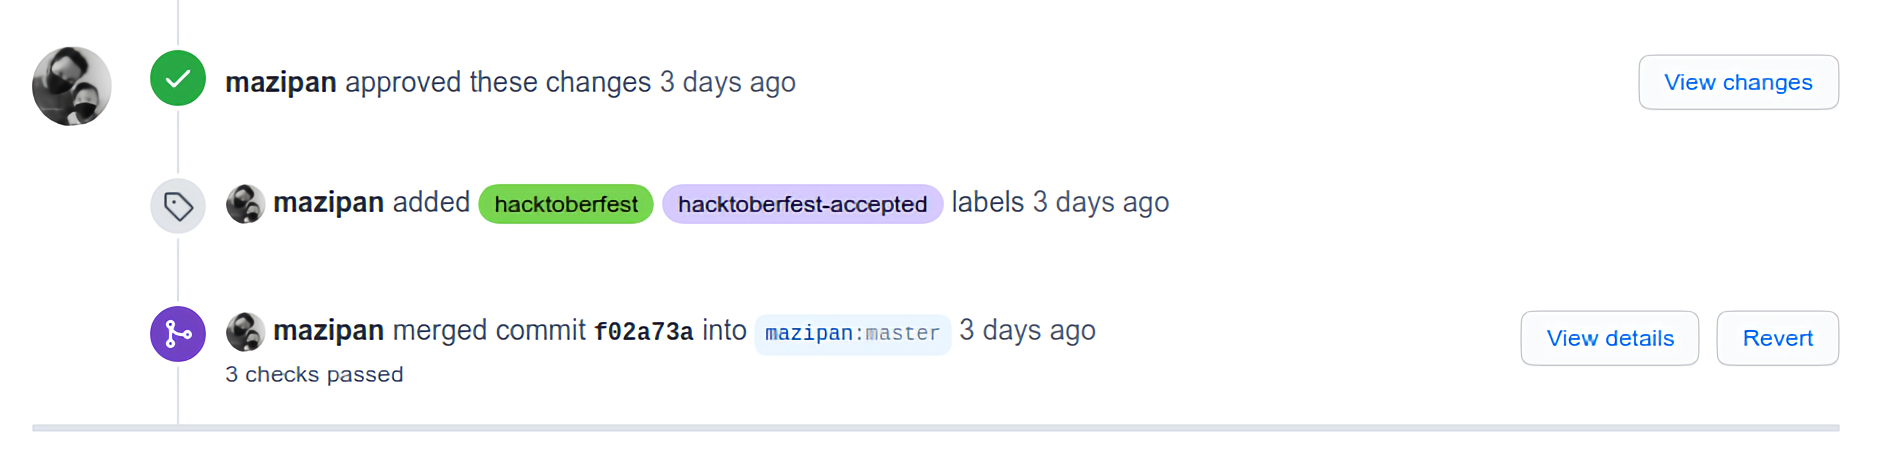 mazipan approved these changes 3 days ago View changes
mazipan added hacktoberfest hacktoberfest-accepted labels 3 days ago
mazipan merged commit f02a73a into mazipan:master 3 days ago View details Revert
3 checks passed